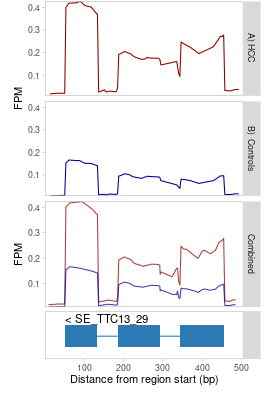 0.4
0.3
0.2
0.1
A) HCC
FPM
0.4
0.3
0.2
0.1
B) Controls
0.4
0.3
0.2
0.1
FPM
Combined
< SE_TTC13_29
100 200 300 400 500
Distance from region start (bp)